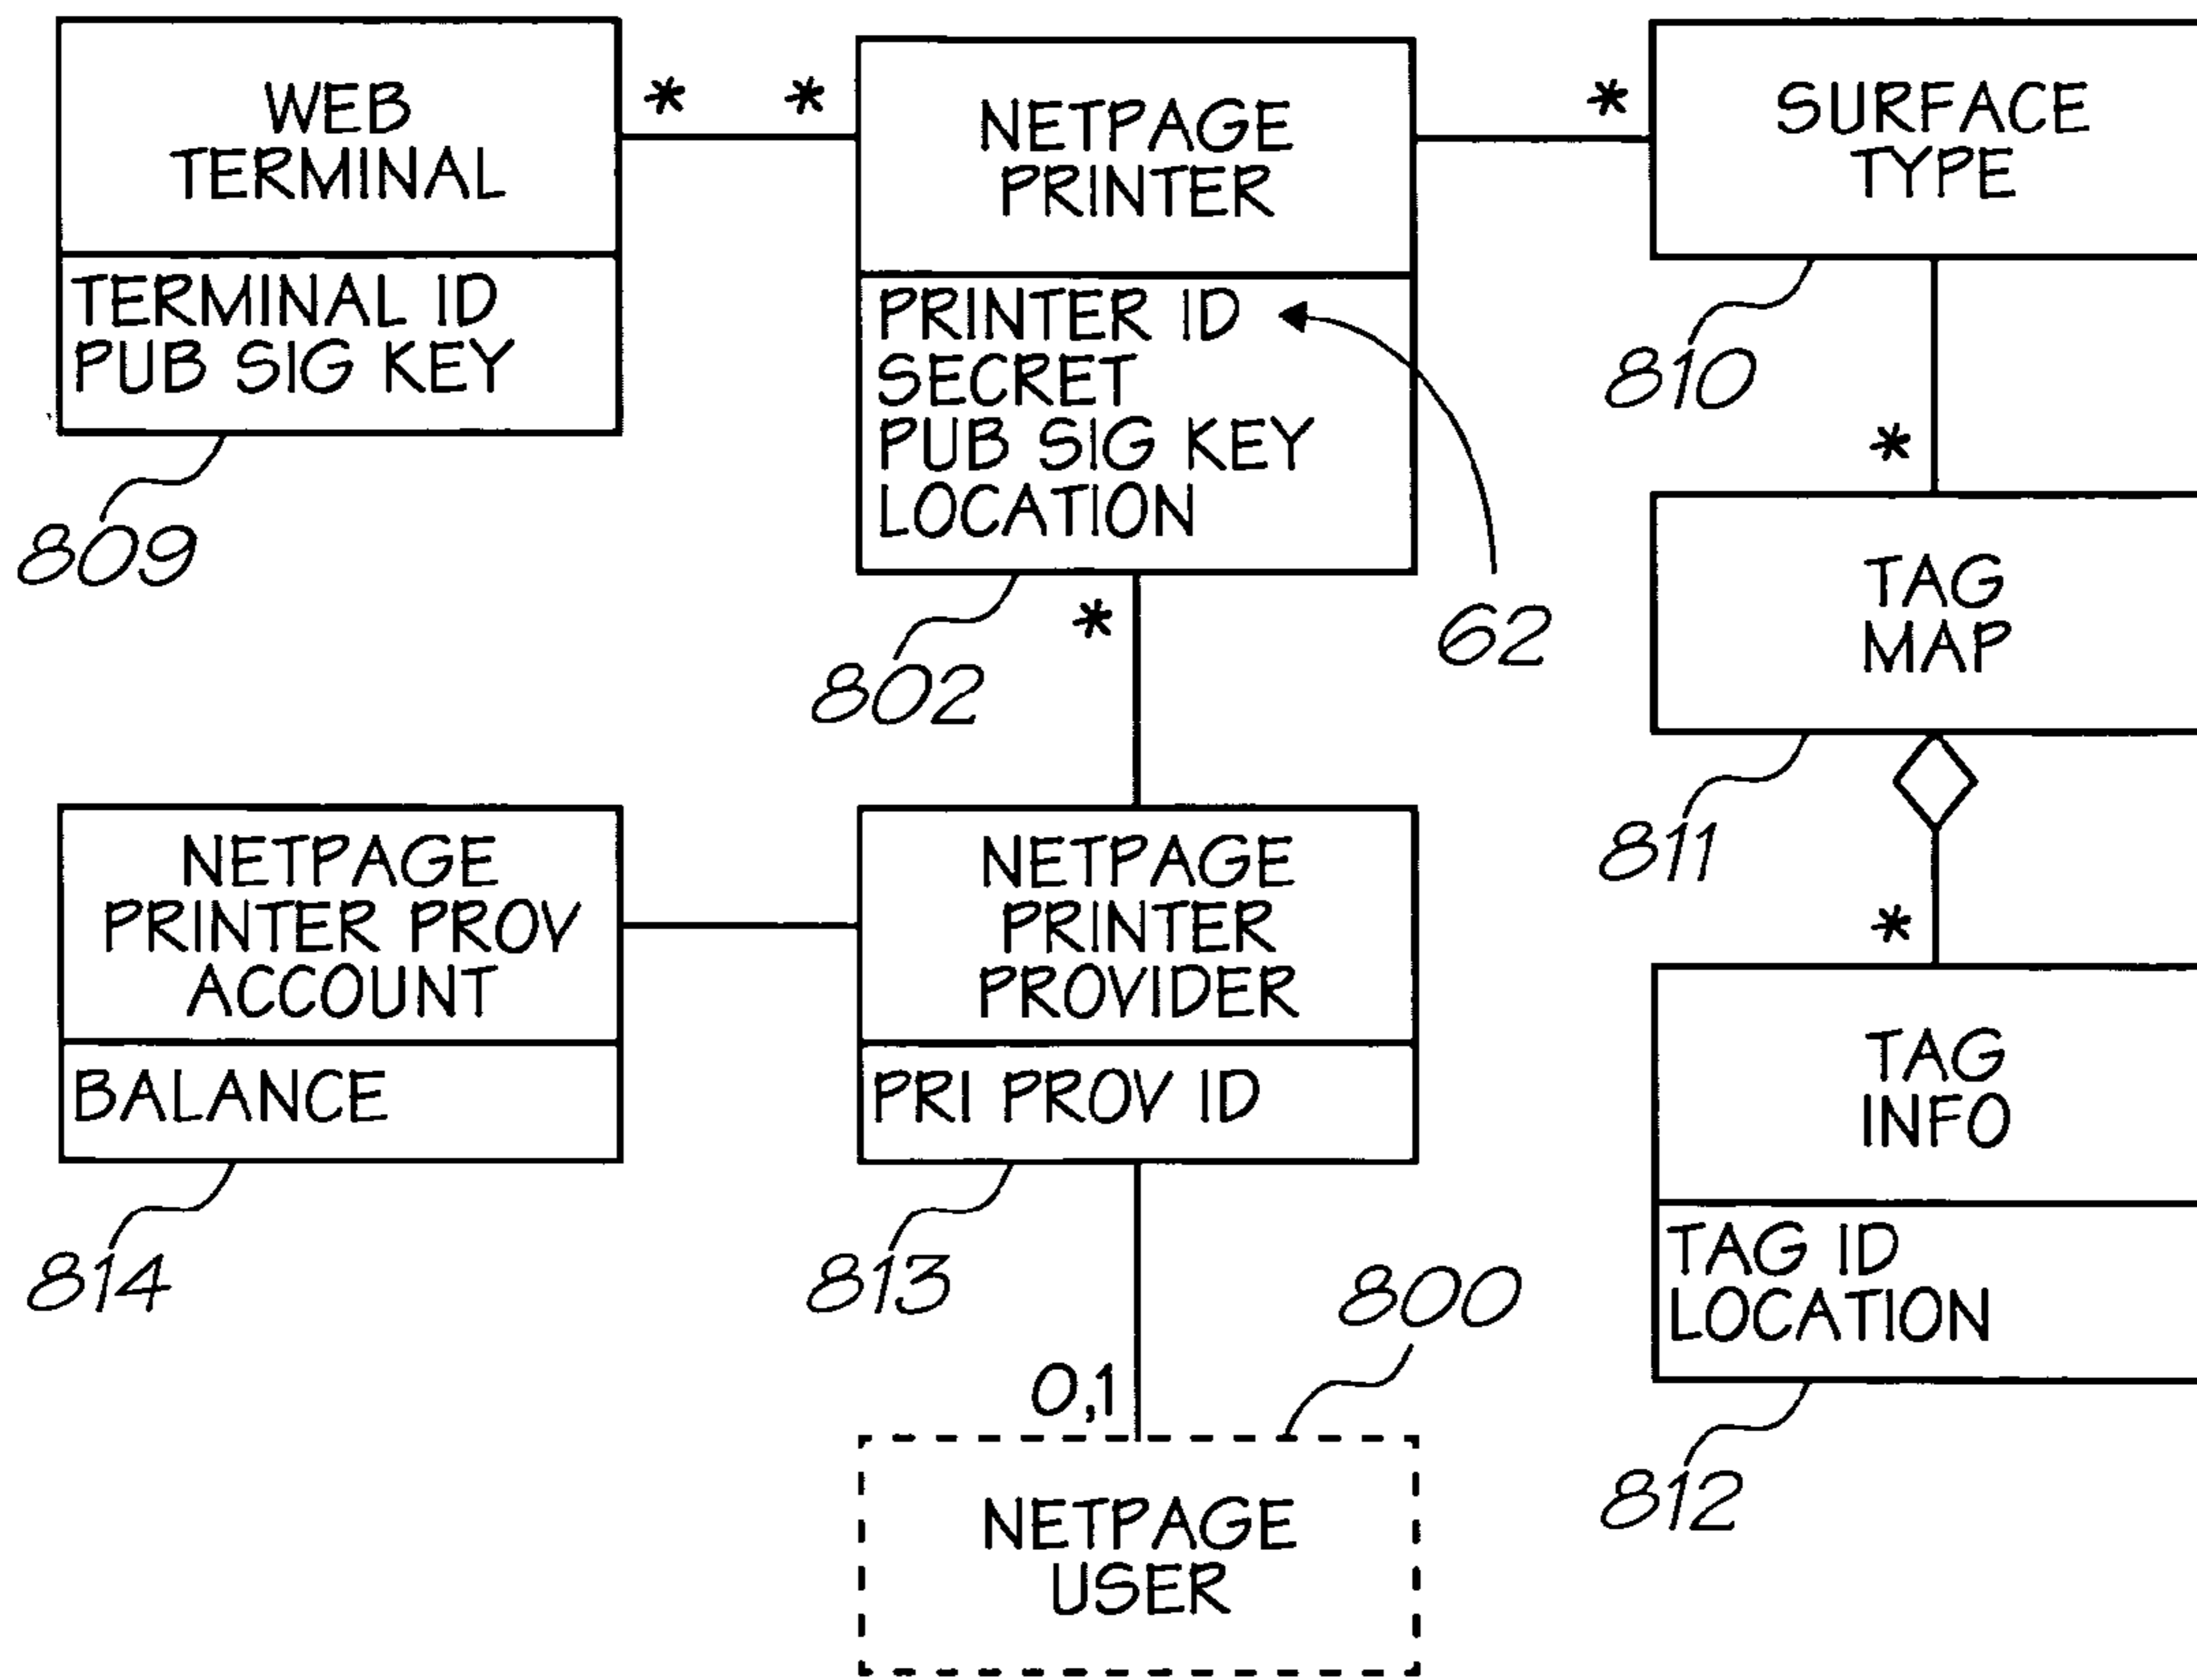 WEB
TERMINAL
TERMINAL ID
PUB SIG KEY
809
*
*
NETPAGE
PRINTER
PRINTER ID
SECRET
PUB SIG KEY
LOCATION
62
802
*
*
SURFACE
TYPE
810
*
TAG
MAP
811
*
TAG
INFO
TAG ID
LOCATION
812
NETPAGE
PRINTER PROV
ACCOUNT
BALANCE
814
NETPAGE
PRINTER
PROVIDER
PRI PROV ID
813
800
0,1
NETPAGE
USER